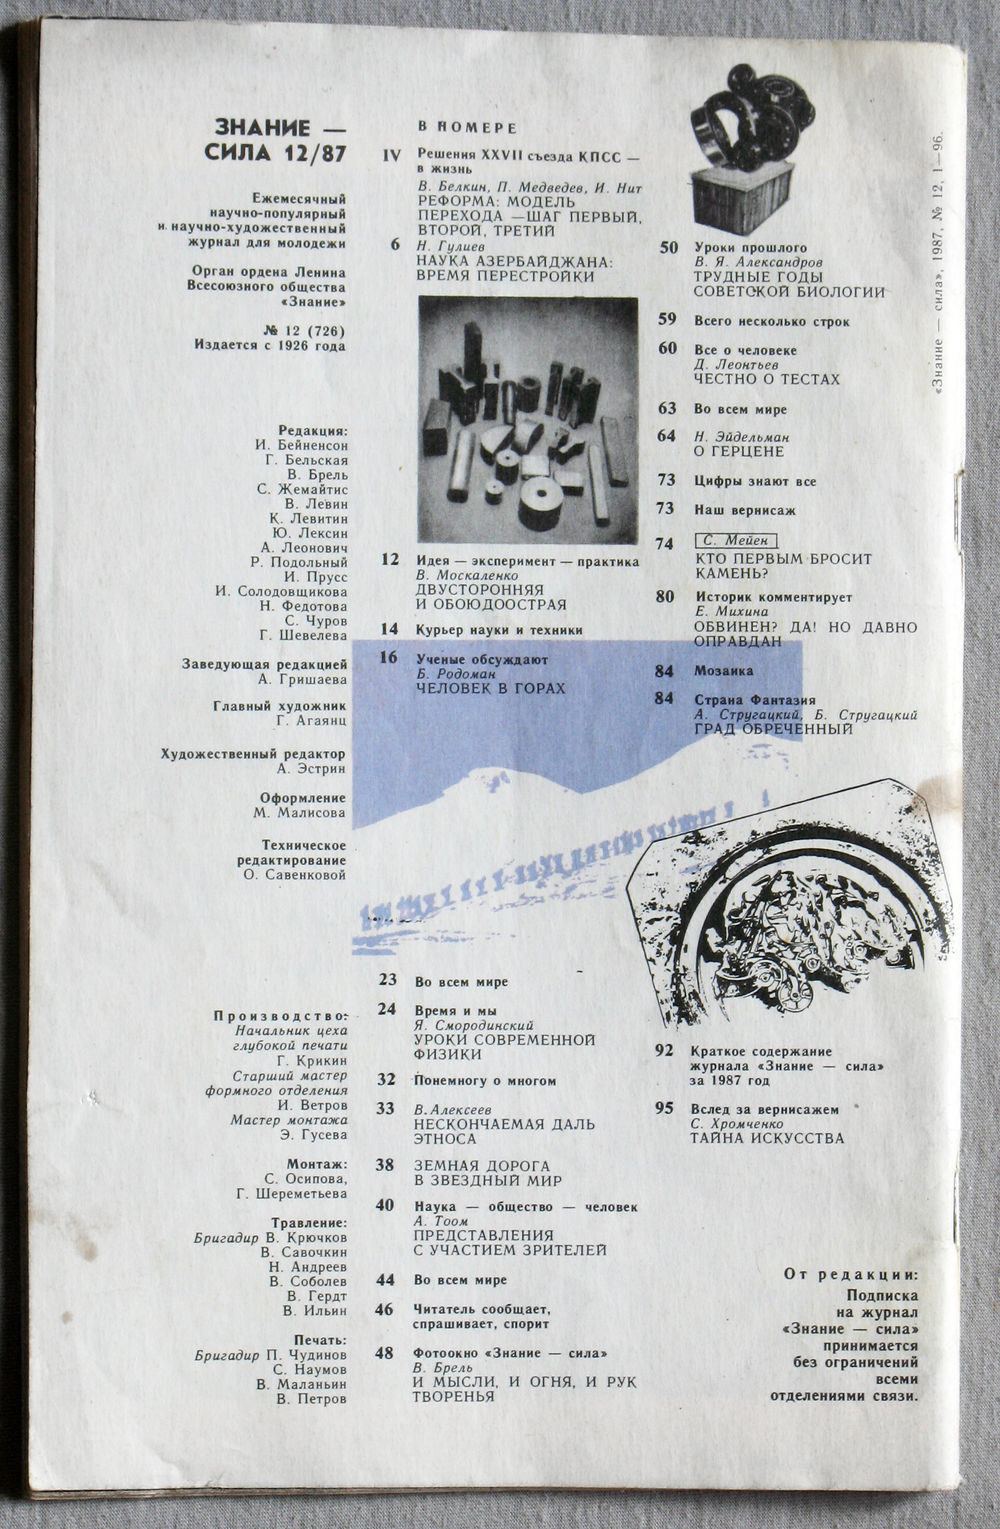 ЗНАНИЕ —
СИЛА 12/87
Ежемесячный
научно-популярный
и научно-художественный
журнал для молодежи
Орган ордена Ленина
Всесоюзного общества
«Знание»
№ 12 (726)
Издается с 1926 года
Редакция:
И. Бейненсон
Г. Бельская
В. Брель
С. Жемайтис
В. Левин
К. Левитин
Ю. Лексин
А. Леонович
Р. Подольный
И. Прусс
И. Солодовщикова
Н. Федотова
С. Чуров
Г. Шевелева
Заведующая редакцией
А. Гришаева
Главный художник
Г. Агаянц
Художественный редактор
А. Эстрин
Оформление
М. Малисова
Техническое
редактирование
О. Савенковой
Производство:
Начальник цеха
глубокой печати
Г. Крикин
Старший мастер
формного отделения
И. Ветров
Мастер монтажа
Э. Гусева
Монтаж:
С. Осипова,
Г. Шереметьева
Травление:
Бригадир В. Крючков
В. Савочкин
Н. Андреев
В. Соболев
В. Гердт
В. Ильин
Печать:
Бригадир П. Чудинов
С. Наумов
В. Маланьин
В. Петров
В НОМЕРЕ
IV Решения XXVII съезда КПСС —
в жизнь
В. Белкин, П. Медведев, И. Нит
РЕФОРМА: МОДЕЛЬ
ПЕРЕХОДА — ШАГ ПЕРВЫЙ,
ВТОРОЙ, ТРЕТИЙ
6 Н. Гулиев
НАУКА АЗЕРБАЙДЖАНА:
ВРЕМЯ ПЕРЕСТРОЙКИ
12 Идея — эксперимент — практика
В. Москаленко
ДВУСТОРОННЯЯ
И ОБОЮДООСТРАЯ
14 Курьер науки и техники
16 Ученые обсуждают
Б. Родоман
ЧЕЛОВЕК В ГОРАХ
23 Во всем мире
24 Время и мы
Я. Смородинский
УРОКИ СОВРЕМЕННОЙ
ФИЗИКИ
32 Понемногу о многом
33 В. Алексеев
НЕСКОНЧАЕМАЯ ДАЛЬ
ЭТНОСА
38 ЗЕМНАЯ ДОРОГА
В ЗВЕЗДНЫЙ МИР
40 Наука — общество — человек
А. Тоом
ПРЕДСТАВЛЕНИЯ
С УЧАСТИЕМ ЗРИТЕЛЕЙ
44 Во всем мире
46 Читатель сообщает,
спрашивает, спорит
48 Фотоокно «Знание — сила»
В. Брель
И МЫСЛИ, И ОГНЯ, И РУК
ТВОРЕНЬЯ
50 Уроки прошлого
В. Я. Александров
ТРУДНЫЕ ГОДЫ
СОВЕТСКОЙ БИОЛОГИИ
59 Всего несколько строк
60 Все о человеке
Д. Леонтьев
ЧЕСТНО О ТЕСТАХ
63 Во всем мире
64 Н. Эйдельман
О ГЕРЦЕНЕ
73 Цифры знают все
73 Наш вернисаж
74 С. Мейен
КТО ПЕРВЫМ БРОСИТ
КАМЕНЬ?
80 Историк комментирует
Е. Михина
ОБВИНЕН? ДА! НО ДАВНО
ОПРАВДАН
84 Мозаика
84 Страна Фантазия
А. Стругацкий, Б. Стругацкий
ГРАД ОБРЕЧЕННЫЙ
92 Краткое содержание
журнала «Знание — сила»
за 1987 год
95 Вслед за вернисажем
С. Хромченко
ТАЙНА ИСКУССТВА
От редакции:
Подписка
на журнал
«Знание — сила»
принимается
без ограничений
всеми
отделениями связи.
«Знание — сила», 1987, № 12, 1—96.